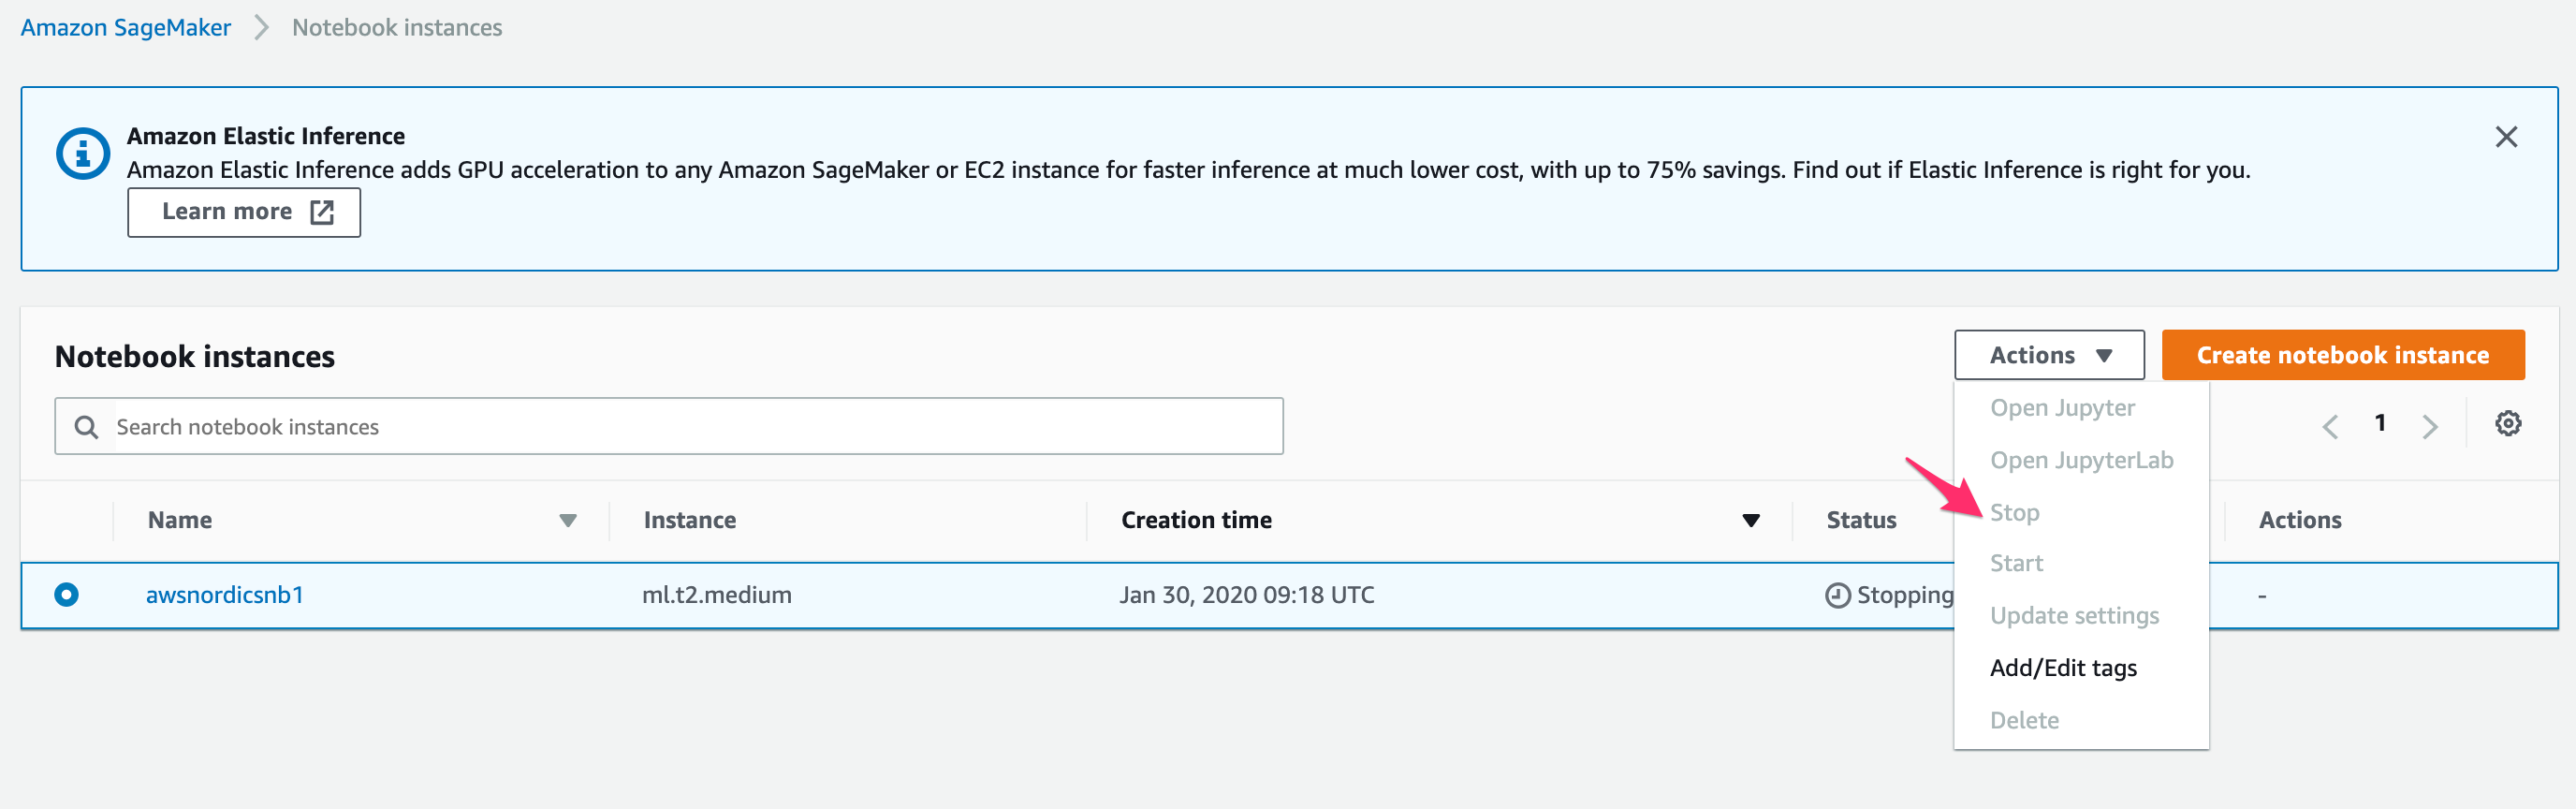 Amazon SageMaker > Notebook instances
Amazon Elastic Inference
Amazon Elastic Inference adds GPU acceleration to any Amazon SageMaker or EC2 instance for faster inference at much lower cost, with up to 75% savings. Find out if Elastic Inference is right for you.
Learn more
Notebook instances
Actions
Create notebook instance
Search notebook instances
1
Open Jupyter
Open JupyterLab
Stop
Start
Update settings
Add/Edit tags
Delete
Name Instance Creation time Status Actions
awsnordicsnb1 ml.t2.medium Jan 30, 2020 09:18 UTC Stopping -